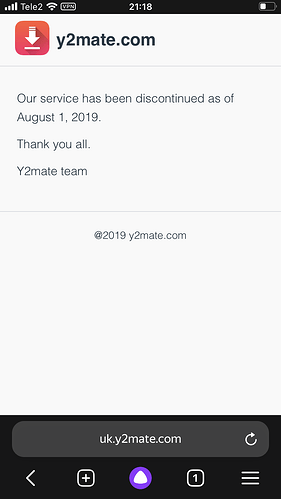 Tele2 VPN 21:18
y2mate.com
Our service has been discontinued as of
August 1, 2019.
Thank you all.
Y2mate team
@2019 y2mate.com
uk.y2mate.com
1